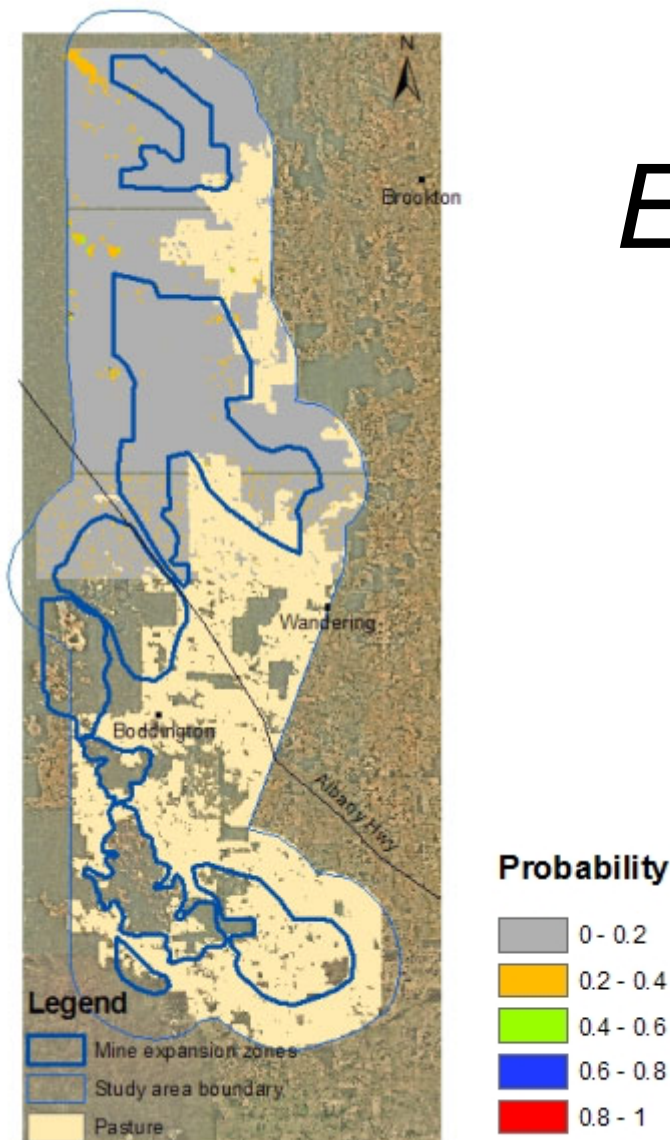 N
E
Brookton
Wandering
Boddington
Albany Hwy
Legend
Mine expansion zones
Study area boundary
Pasture
Probability
0 - 0.2
0.2 - 0.4
0.4 - 0.6
0.6 - 0.8
0.8 - 1